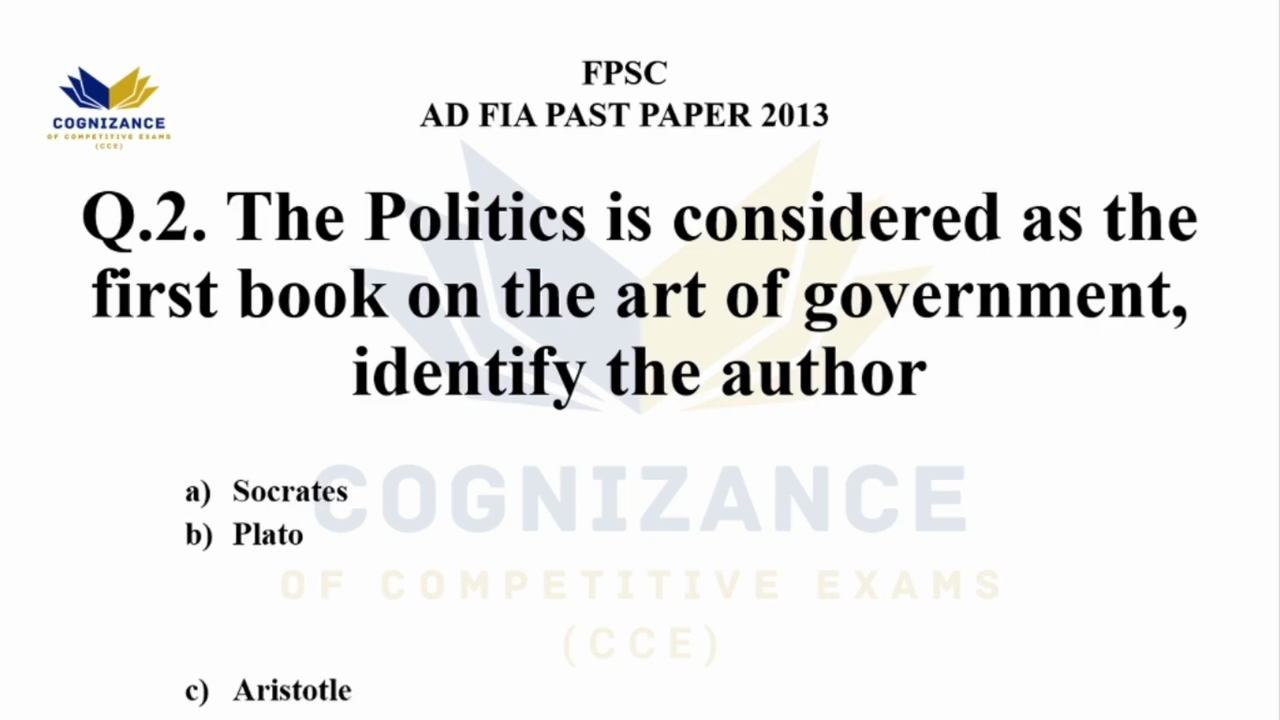 COGNIZANCE
OF COMPETITIVE EXAMS
(CCE)
FPSC
AD FIA PAST PAPER 2013
Q.2. The Politics is considered as the
first book on the art of government,
identify the author
a) Socrates
b) Plato
c) Aristotle
COGNIZANCE
OF COMPETITIVE EXAMS
(CCE)